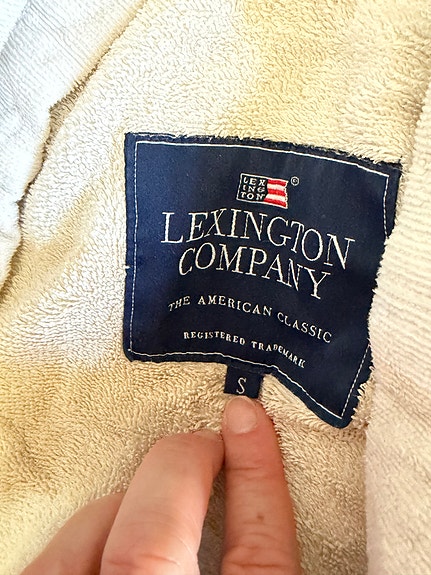 LEX
ING
TON
®
LEXINGTON
COMPANY
THE AMERICAN CLASSIC
REGISTERED TRADEMARK
S